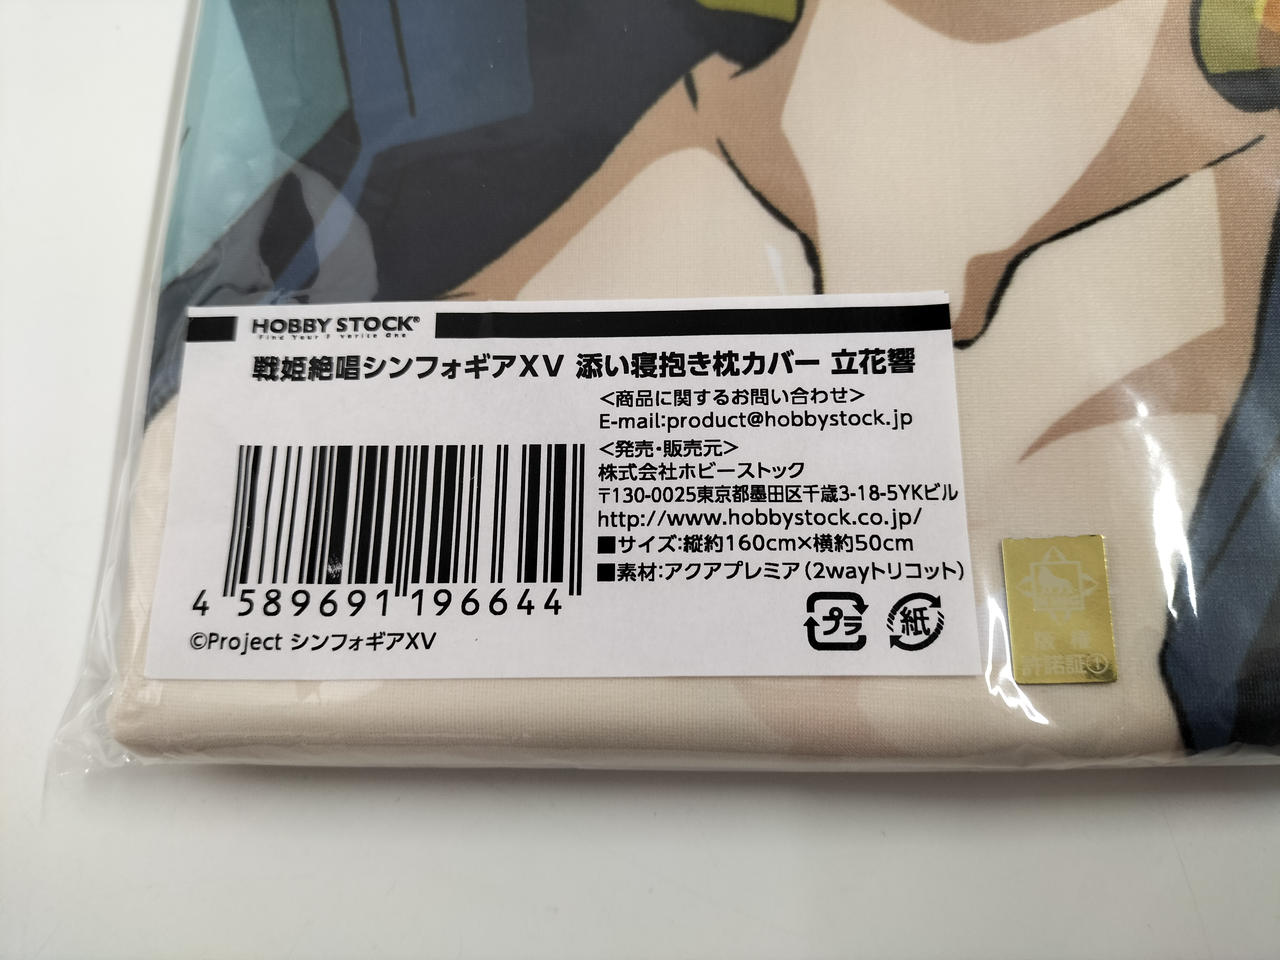 HOBBY STOCK®
Find Your Favorite One
戦姫絶唱シンフォギアXV 添い寝抱き枕カバー 立花響
<商品に関するお問い合わせ>
E-mail:product@hobbystock.jp
<発売・販売元>
株式会社ホビーストック
〒130-0025東京都墨田区千歳3-18-5YKビル
http://www.hobbystock.co.jp/
■サイズ:縦約160cm×横約50cm
■素材:アクアプレミア(2wayトリコット)
4 589691 196644
©Project シンフォギアXV
プラ
紙
許諾証①